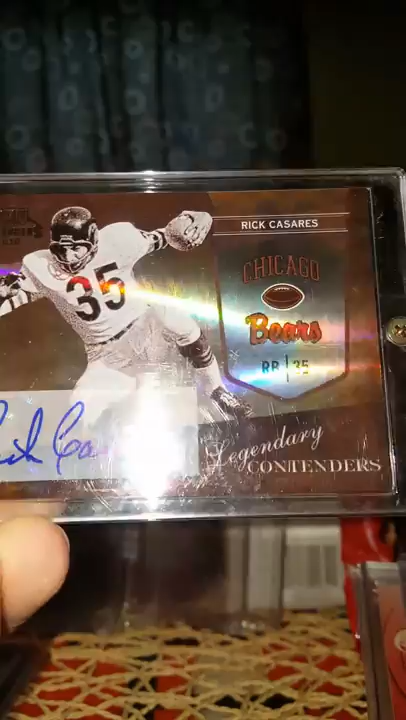 RICK CASARES
CHICAGO
Bears
RB | 35
35
Legendary
CONTENDERS